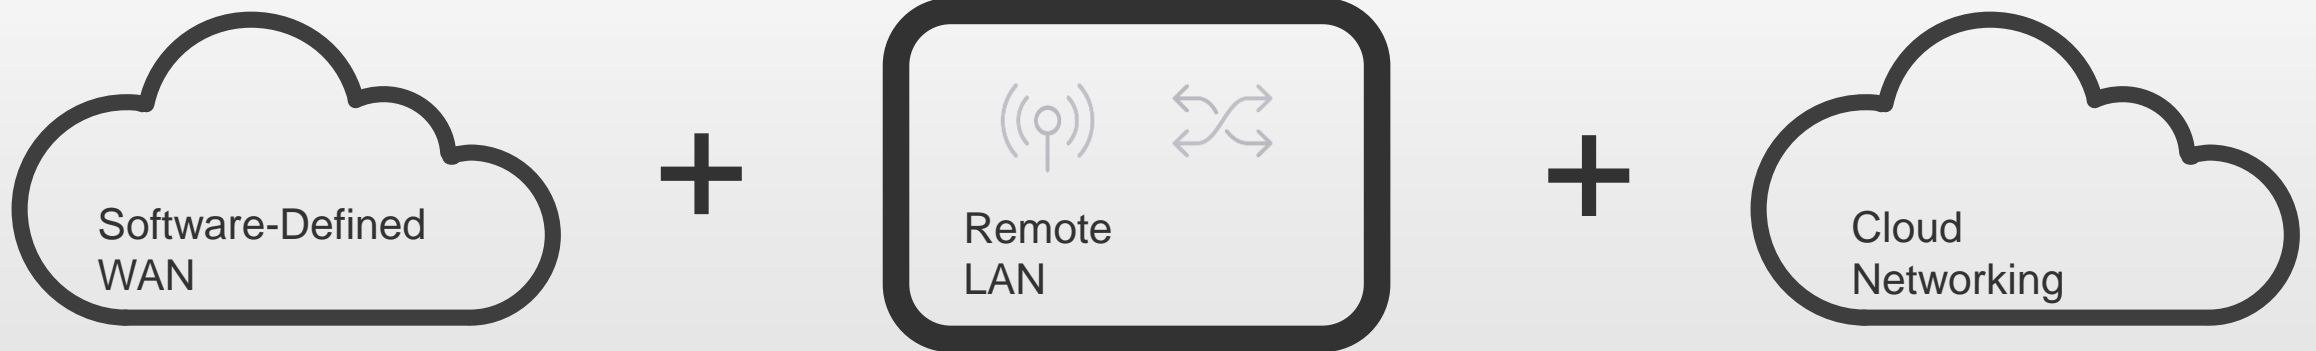 Software-Defined
WAN
+
Remote
LAN
+
Cloud
Networking